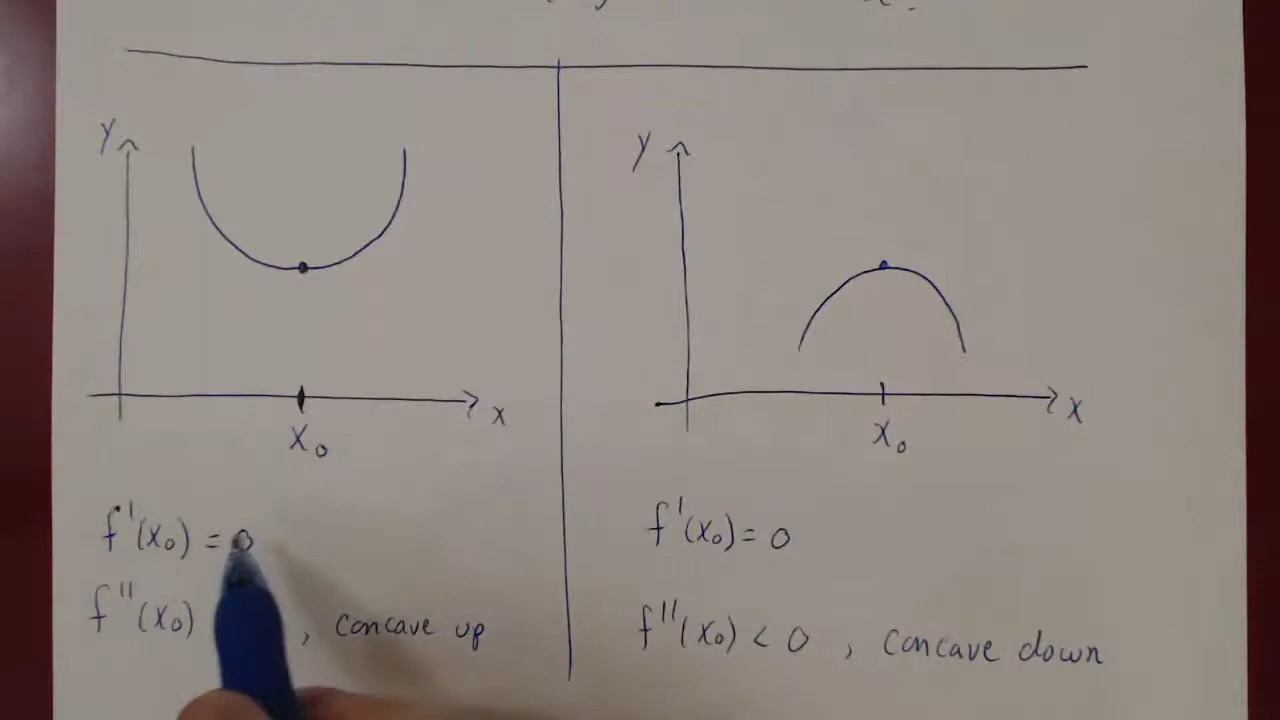 y
x
x₀
f'(x₀) = 0
f''(x₀) , concave up
y
x
x₀
f'(x₀) = 0
f''(x₀) < 0 , concave down